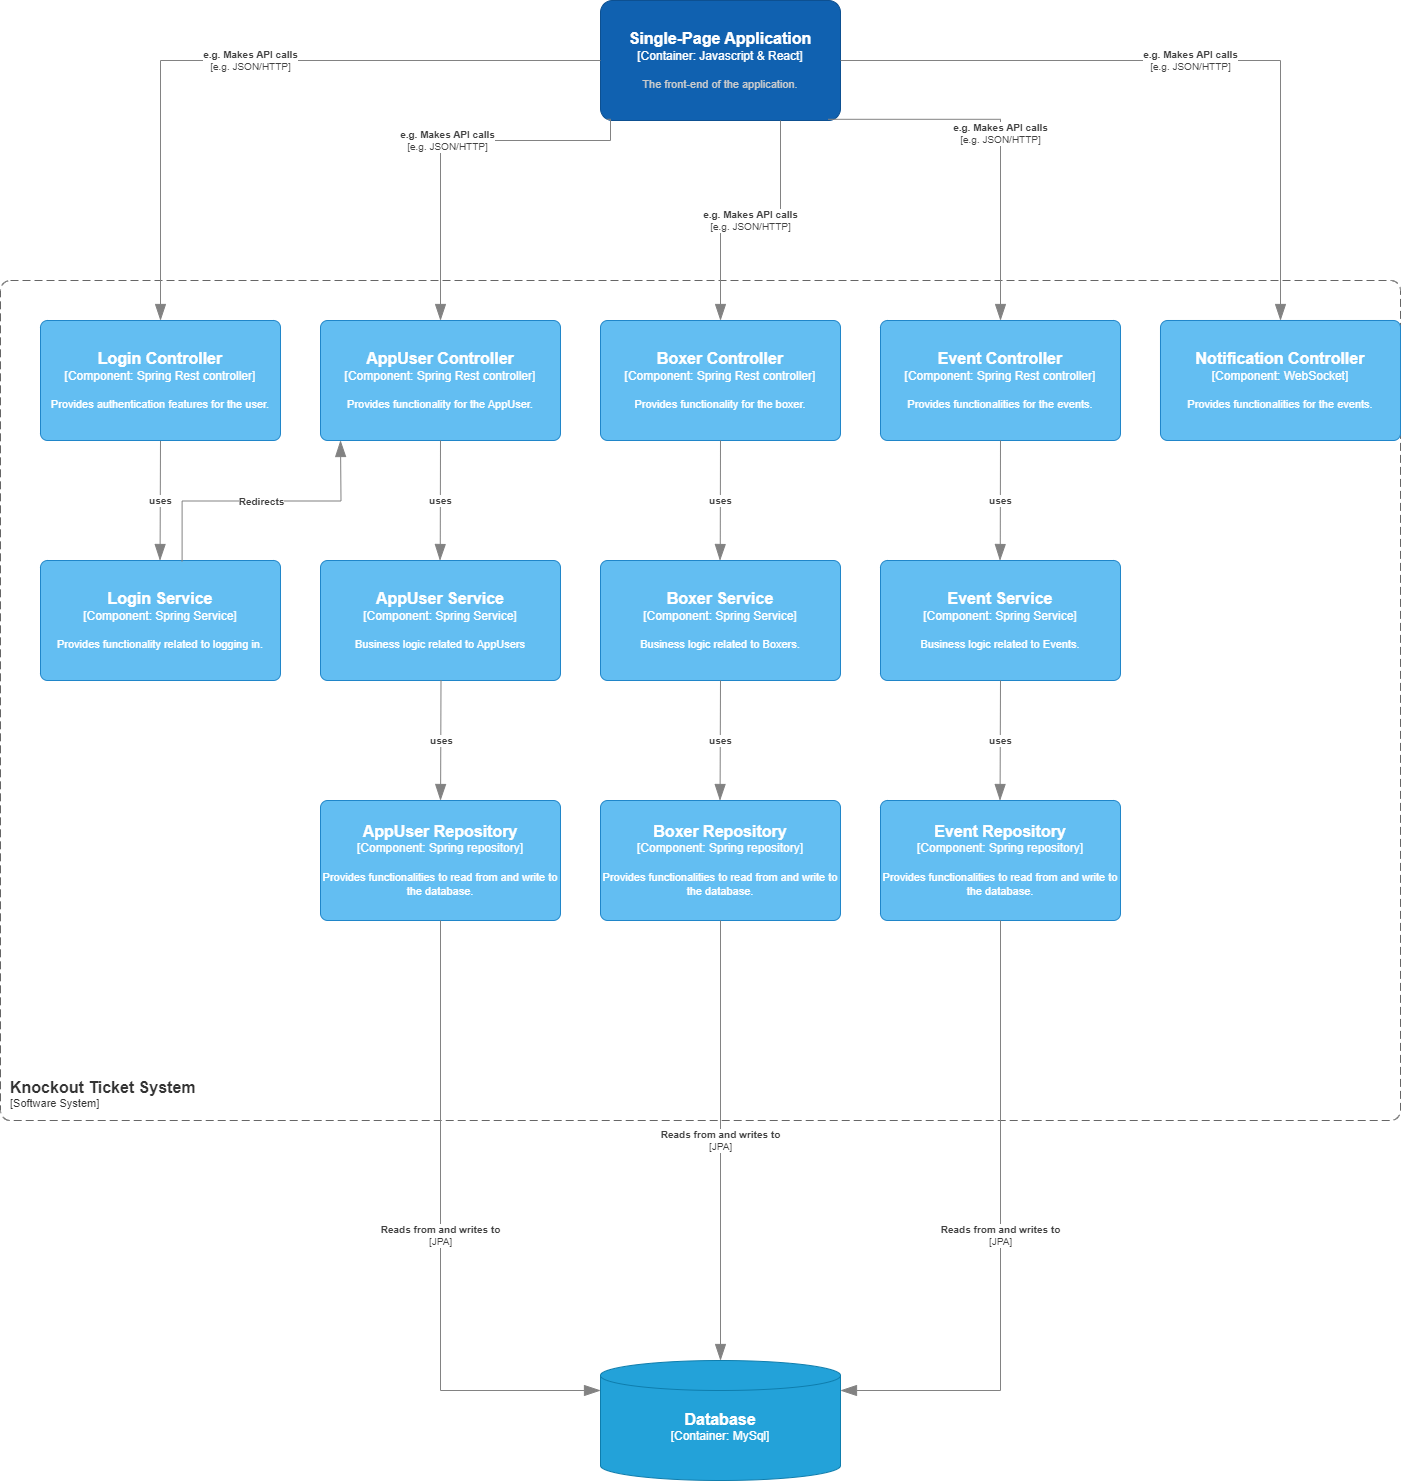 Single-Page Application
[Container: Javascript & React]
The front-end of the application.
e.g. Makes API calls
[e.g. JSON/HTTP]
e.g. Makes API calls
[e.g. JSON/HTTP]
e.g. Makes API calls
[e.g. JSON/HTTP]
e.g. Makes API calls
[e.g. JSON/HTTP]
e.g. Makes API calls
[e.g. JSON/HTTP]
Login Controller
[Component: Spring Rest controller]
Provides authentication features for the user.
AppUser Controller
[Component: Spring Rest controller]
Provides functionality for the AppUser.
Boxer Controller
[Component: Spring Rest controller]
Provides functionality for the boxer.
Event Controller
[Component: Spring Rest controller]
Provides functionalities for the events.
Notification Controller
[Component: WebSocket]
Provides functionalities for the events.
uses
Redirects
uses
uses
uses
Login Service
[Component: Spring Service]
Provides functionality related to logging in.
AppUser Service
[Component: Spring Service]
Business logic related to AppUsers
Boxer Service
[Component: Spring Service]
Business logic related to Boxers.
Event Service
[Component: Spring Service]
Business logic related to Events.
uses
uses
uses
AppUser Repository
[Component: Spring repository]
Provides functionalities to read from and write to
the database.
Boxer Repository
[Component: Spring repository]
Provides functionalities to read from and write to
the database.
Event Repository
[Component: Spring repository]
Provides functionalities to read from and write to
the database.
Knockout Ticket System
[Software System]
Reads from and writes to
[JPA]
Reads from and writes to
[JPA]
Reads from and writes to
[JPA]
Database
[Container: MySql]